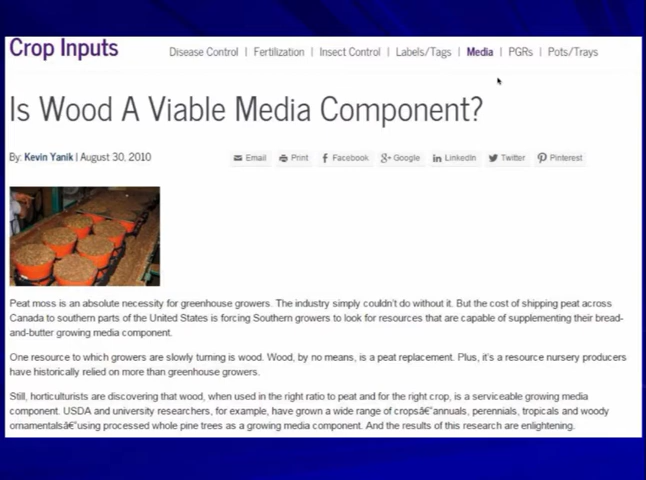 Crop Inputs
Disease Control | Fertilization | Insect Control | Labels/Tags | Media | PGRs | Pots/Trays
Is Wood A Viable Media Component?
By: Kevin Yanik | August 30, 2010
Email Print Facebook Google LinkedIn Twitter Pinterest
Peat moss is an absolute necessity for greenhouse growers. The industry simply couldn't do without it. But the cost of shipping peat across
Canada to southern parts of the United States is forcing Southern growers to look for resources that are capable of supplementing their bread-
and-butter growing media component.
One resource to which growers are slowly turning is wood. Wood, by no means, is a peat replacement. Plus, it's a resource nursery producers
have historically relied on more than greenhouse growers.
Still, horticulturists are discovering that wood, when used in the right ratio to peat and for the right crop, is a serviceable growing media
component. USDA and university researchers, for example, have grown a wide range of cropsâ€“annuals, perennials, tropicals and woody
ornamentalsâ€“using processed whole pine trees as a growing media component. And the results of this research are enlightening.